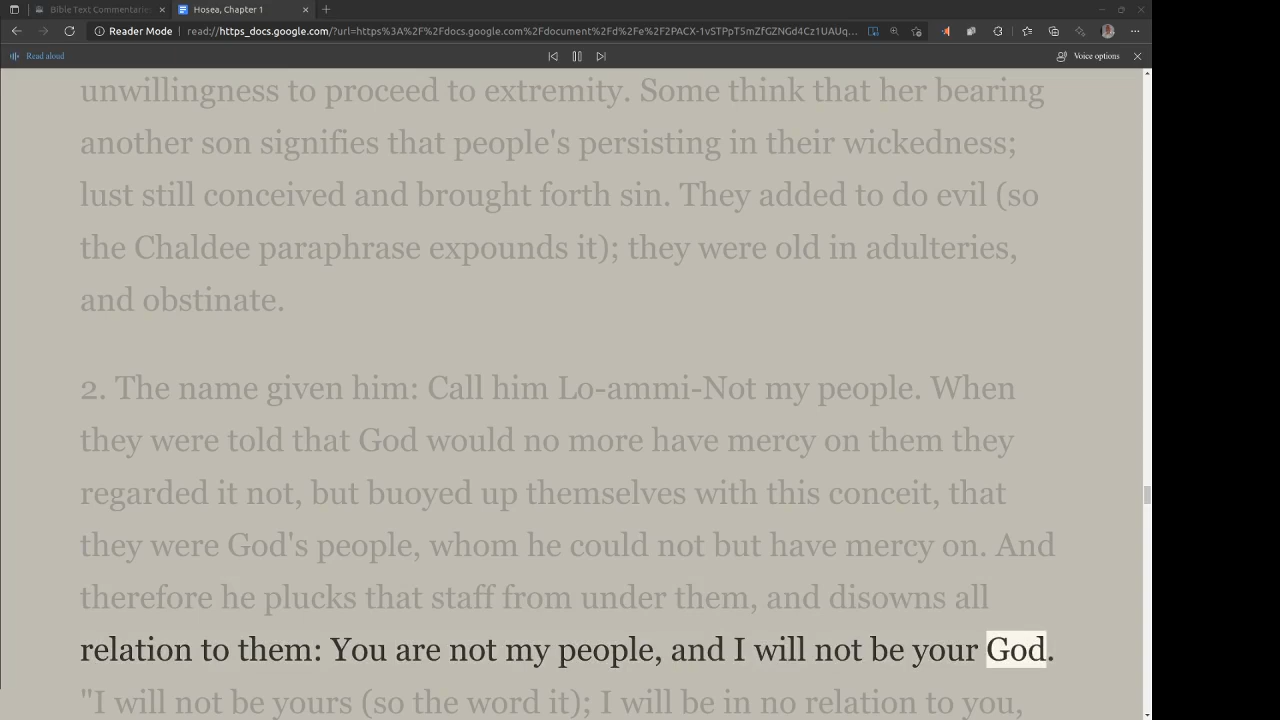 Bible Text Commentaries
Hosea, Chapter 1
Reader Mode
read://https_docs.google.com/?url=https%3A%2F%2Fdocs.google.com%2Fdocument%2Fd%2Fe%2F2PACX-1vSTPpT5mZfGZNGd4Cz1UAUq...
Read aloud
Voice options
unwillingness to proceed to extremity. Some think that her bearing
another son signifies that people's persisting in their wickedness;
lust still conceived and brought forth sin. They added to do evil (so
the Chaldee paraphrase expounds it); they were old in adulteries,
and obstinate.
2. The name given him: Call him Lo-ammi-Not my people. When
they were told that God would no more have mercy on them they
regarded it not, but buoyed up themselves with this conceit, that
they were God's people, whom he could not but have mercy on. And
therefore he plucks that staff from under them, and disowns all
relation to them: You are not my people, and I will not be your God.
"I will not be yours (so the word it); I will be in no relation to you,